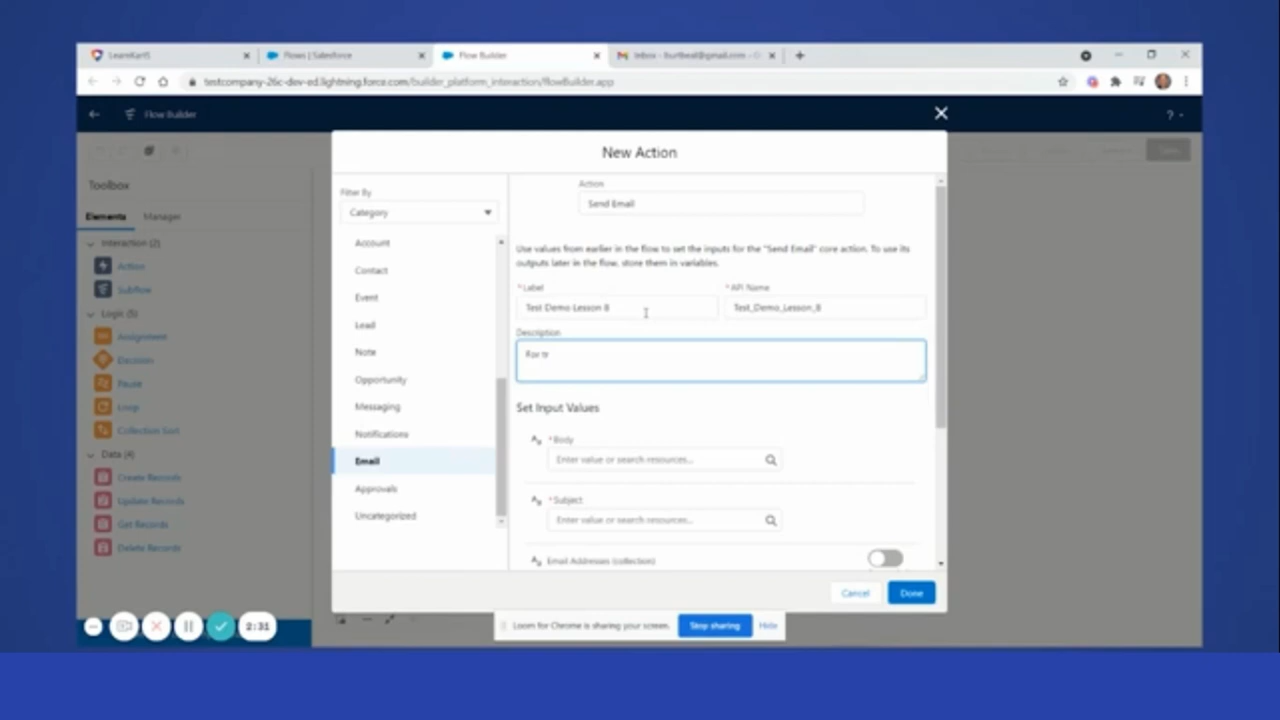 LearnKartS
Flows | Salesforce
Flow Builder
Inbox - burtbeal@gmail.com - G
testcompany-26c-dev-ed.lightning.force.com/builder_platform_interaction/flowBuilder.app
Flow Builder
?
New Action
Toolbox
Elements
Manager
Interaction (2)
Action
Subflow
Logic (5)
Assignment
Decision
Pause
Loop
Collection Sort
Data (4)
Create Records
Update Records
Get Records
Delete Records
Filter By
Category
Account
Contact
Event
Lead
Note
Opportunity
Messaging
Notifications
Email
Approvals
Uncategorized
Action
Send Email
Use values from earlier in the flow to set the inputs for the "Send Email" core action. To use its
outputs later in the flow, store them in variables.
*Label
*API Name
Test Demo Lesson 8
Test_Demo_Lesson_8
Description
For tr
Set Input Values
*Body
Enter value or search resources...
*Subject
Enter value or search resources...
Email Addresses (collection)
Cancel
Done
2:31
Loom for Chrome is sharing your screen.
Stop sharing
Hide